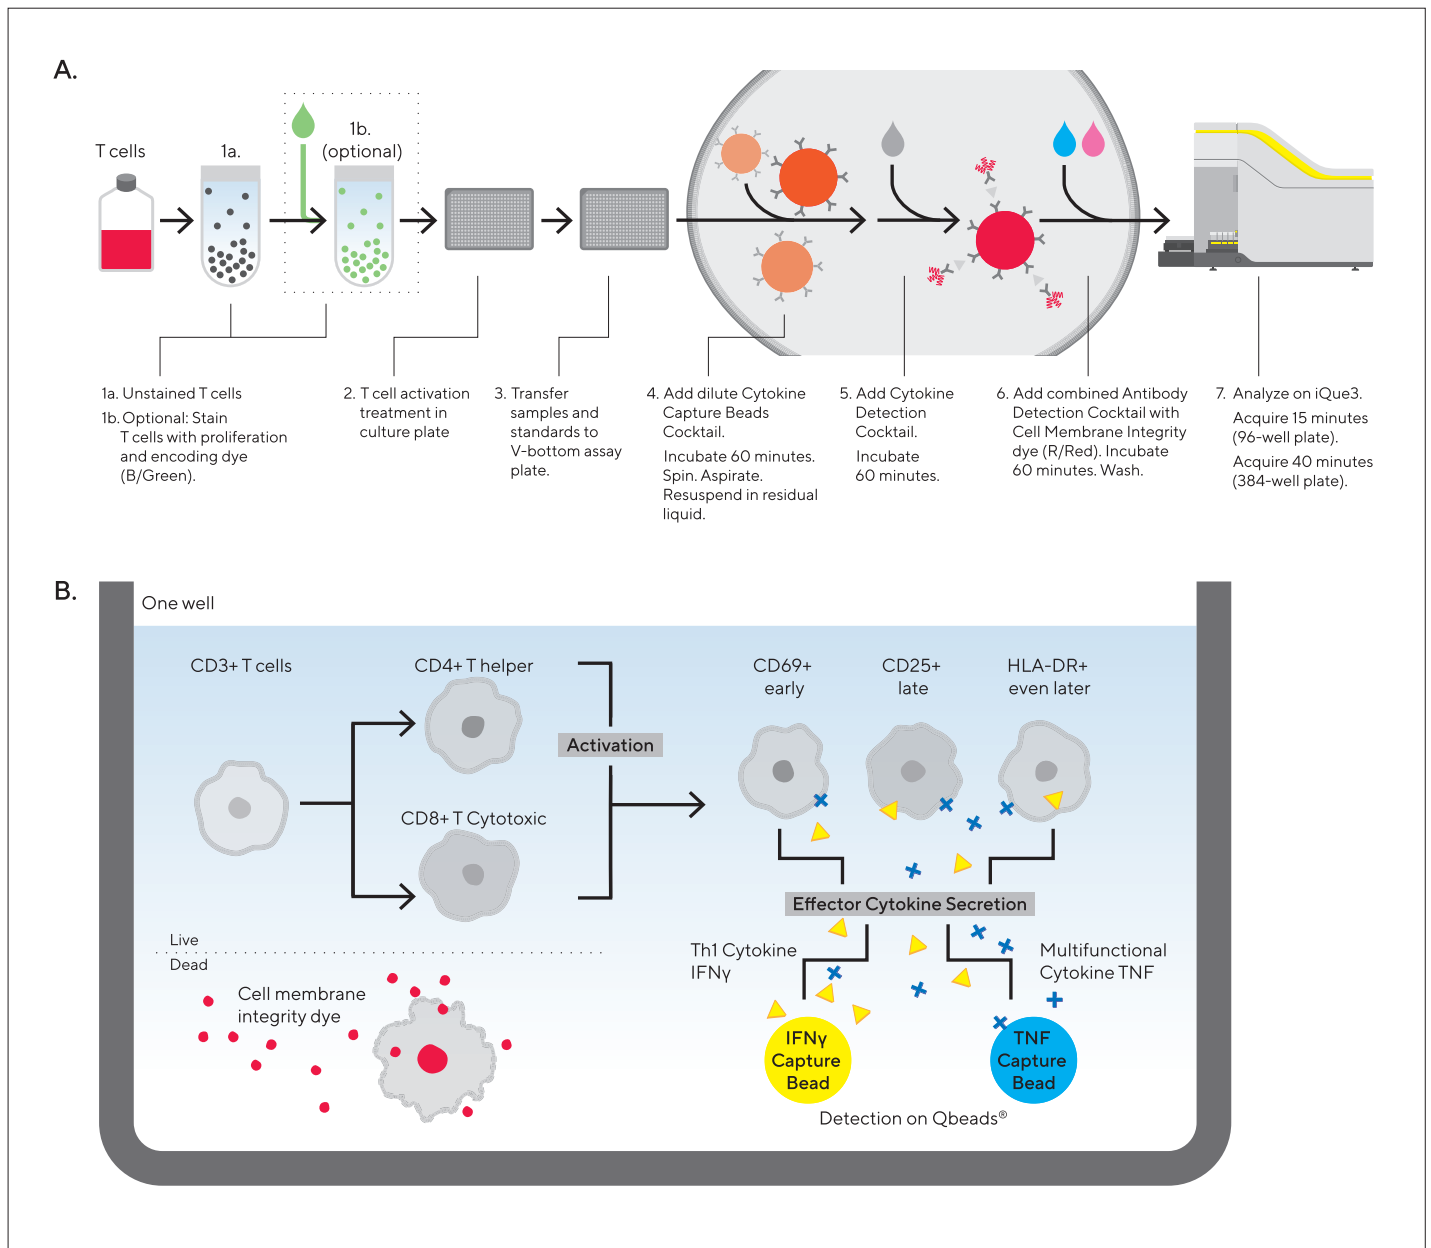 A.
T cells
1a.
1b.
(optional)
1a. Unstained T cells
1b. Optional: Stain
T cells with proliferation
and encoding dye
(B/Green).
2. T cell activation
treatment in
culture plate
3. Transfer
samples and
standards to
V-bottom assay
plate.
4. Add dilute Cytokine
Capture Beads
Cocktail.
Incubate 60 minutes.
Spin. Aspirate.
Resuspend in residual
liquid.
5. Add Cytokine
Detection
Cocktail.
Incubate
60 minutes.
6. Add combined Antibody
Detection Cocktail with
Cell Membrane Integrity
dye (R/Red). Incubate
60 minutes. Wash.
7. Analyze on iQue3.
Acquire 15 minutes
(96-well plate).
Acquire 40 minutes
(384-well plate).
B.
One well
CD3+ T cells
CD4+ T helper
CD8+ T Cytotoxic
Activation
CD69+
early
CD25+
late
HLA-DR+
even later
Effector Cytokine Secretion
Live
Dead
Cell membrane
integrity dye
Th1 Cytokine
IFNγ
Multifunctional
Cytokine TNF
IFNγ
Capture
Bead
TNF
Capture
Bead
Detection on Qbeads®